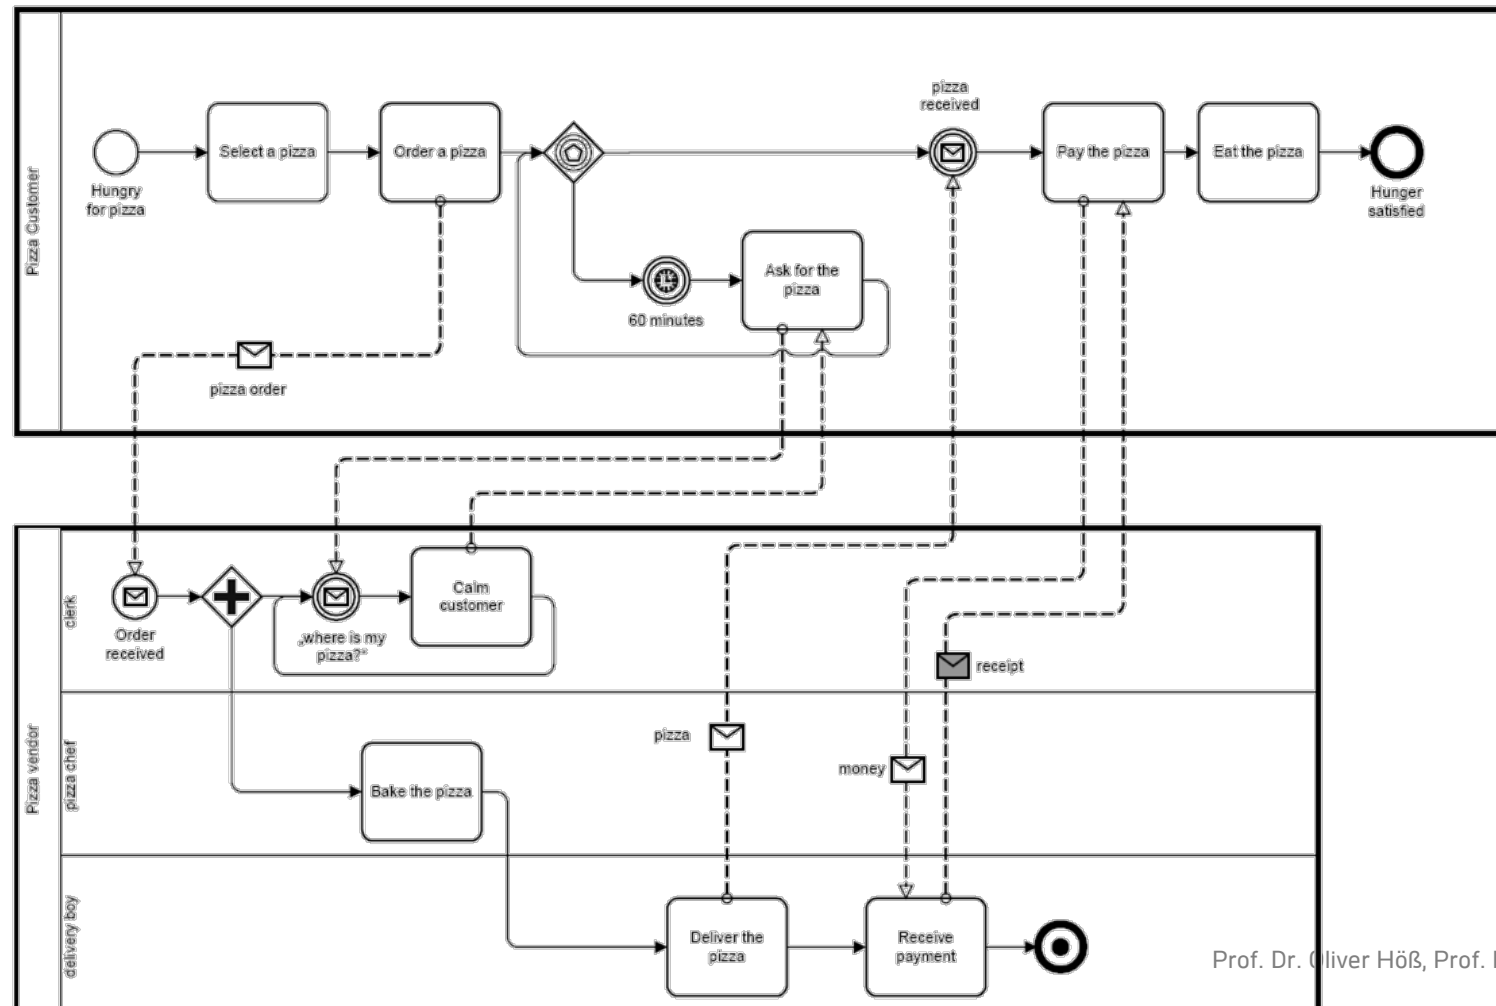 Pizza Customer
Hungry
for pizza
Select a pizza
Order a pizza
pizza
received
Pay the pizza
Eat the pizza
Hunger
satisfied
60 minutes
Ask for the
pizza
pizza order
Pizza vendor
clerk
Order
received
„where is my
pizza?“
Calm
customer
receipt
pizza chef
Bake the pizza
pizza
money
delivery boy
Deliver the
pizza
Receive
payment
Prof. Dr. Oliver Höß, Prof.